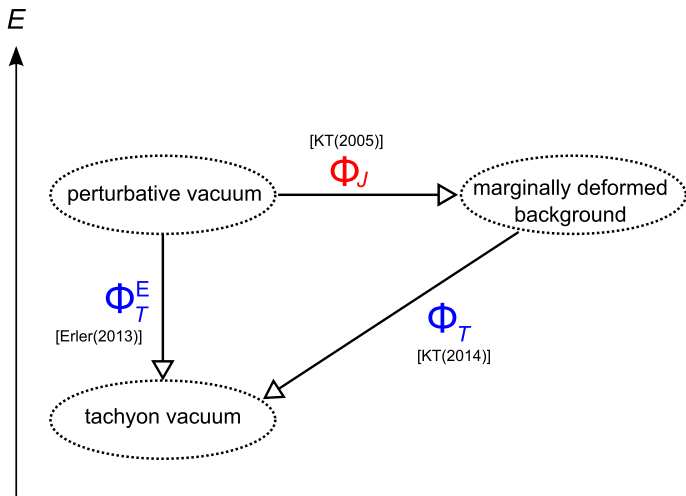 E
[KT(2005)]
Φ_J
perturbative vacuum
marginally deformed
background
Φ_T^E
[Erler(2013)]
Φ_T
[KT(2014)]
tachyon vacuum